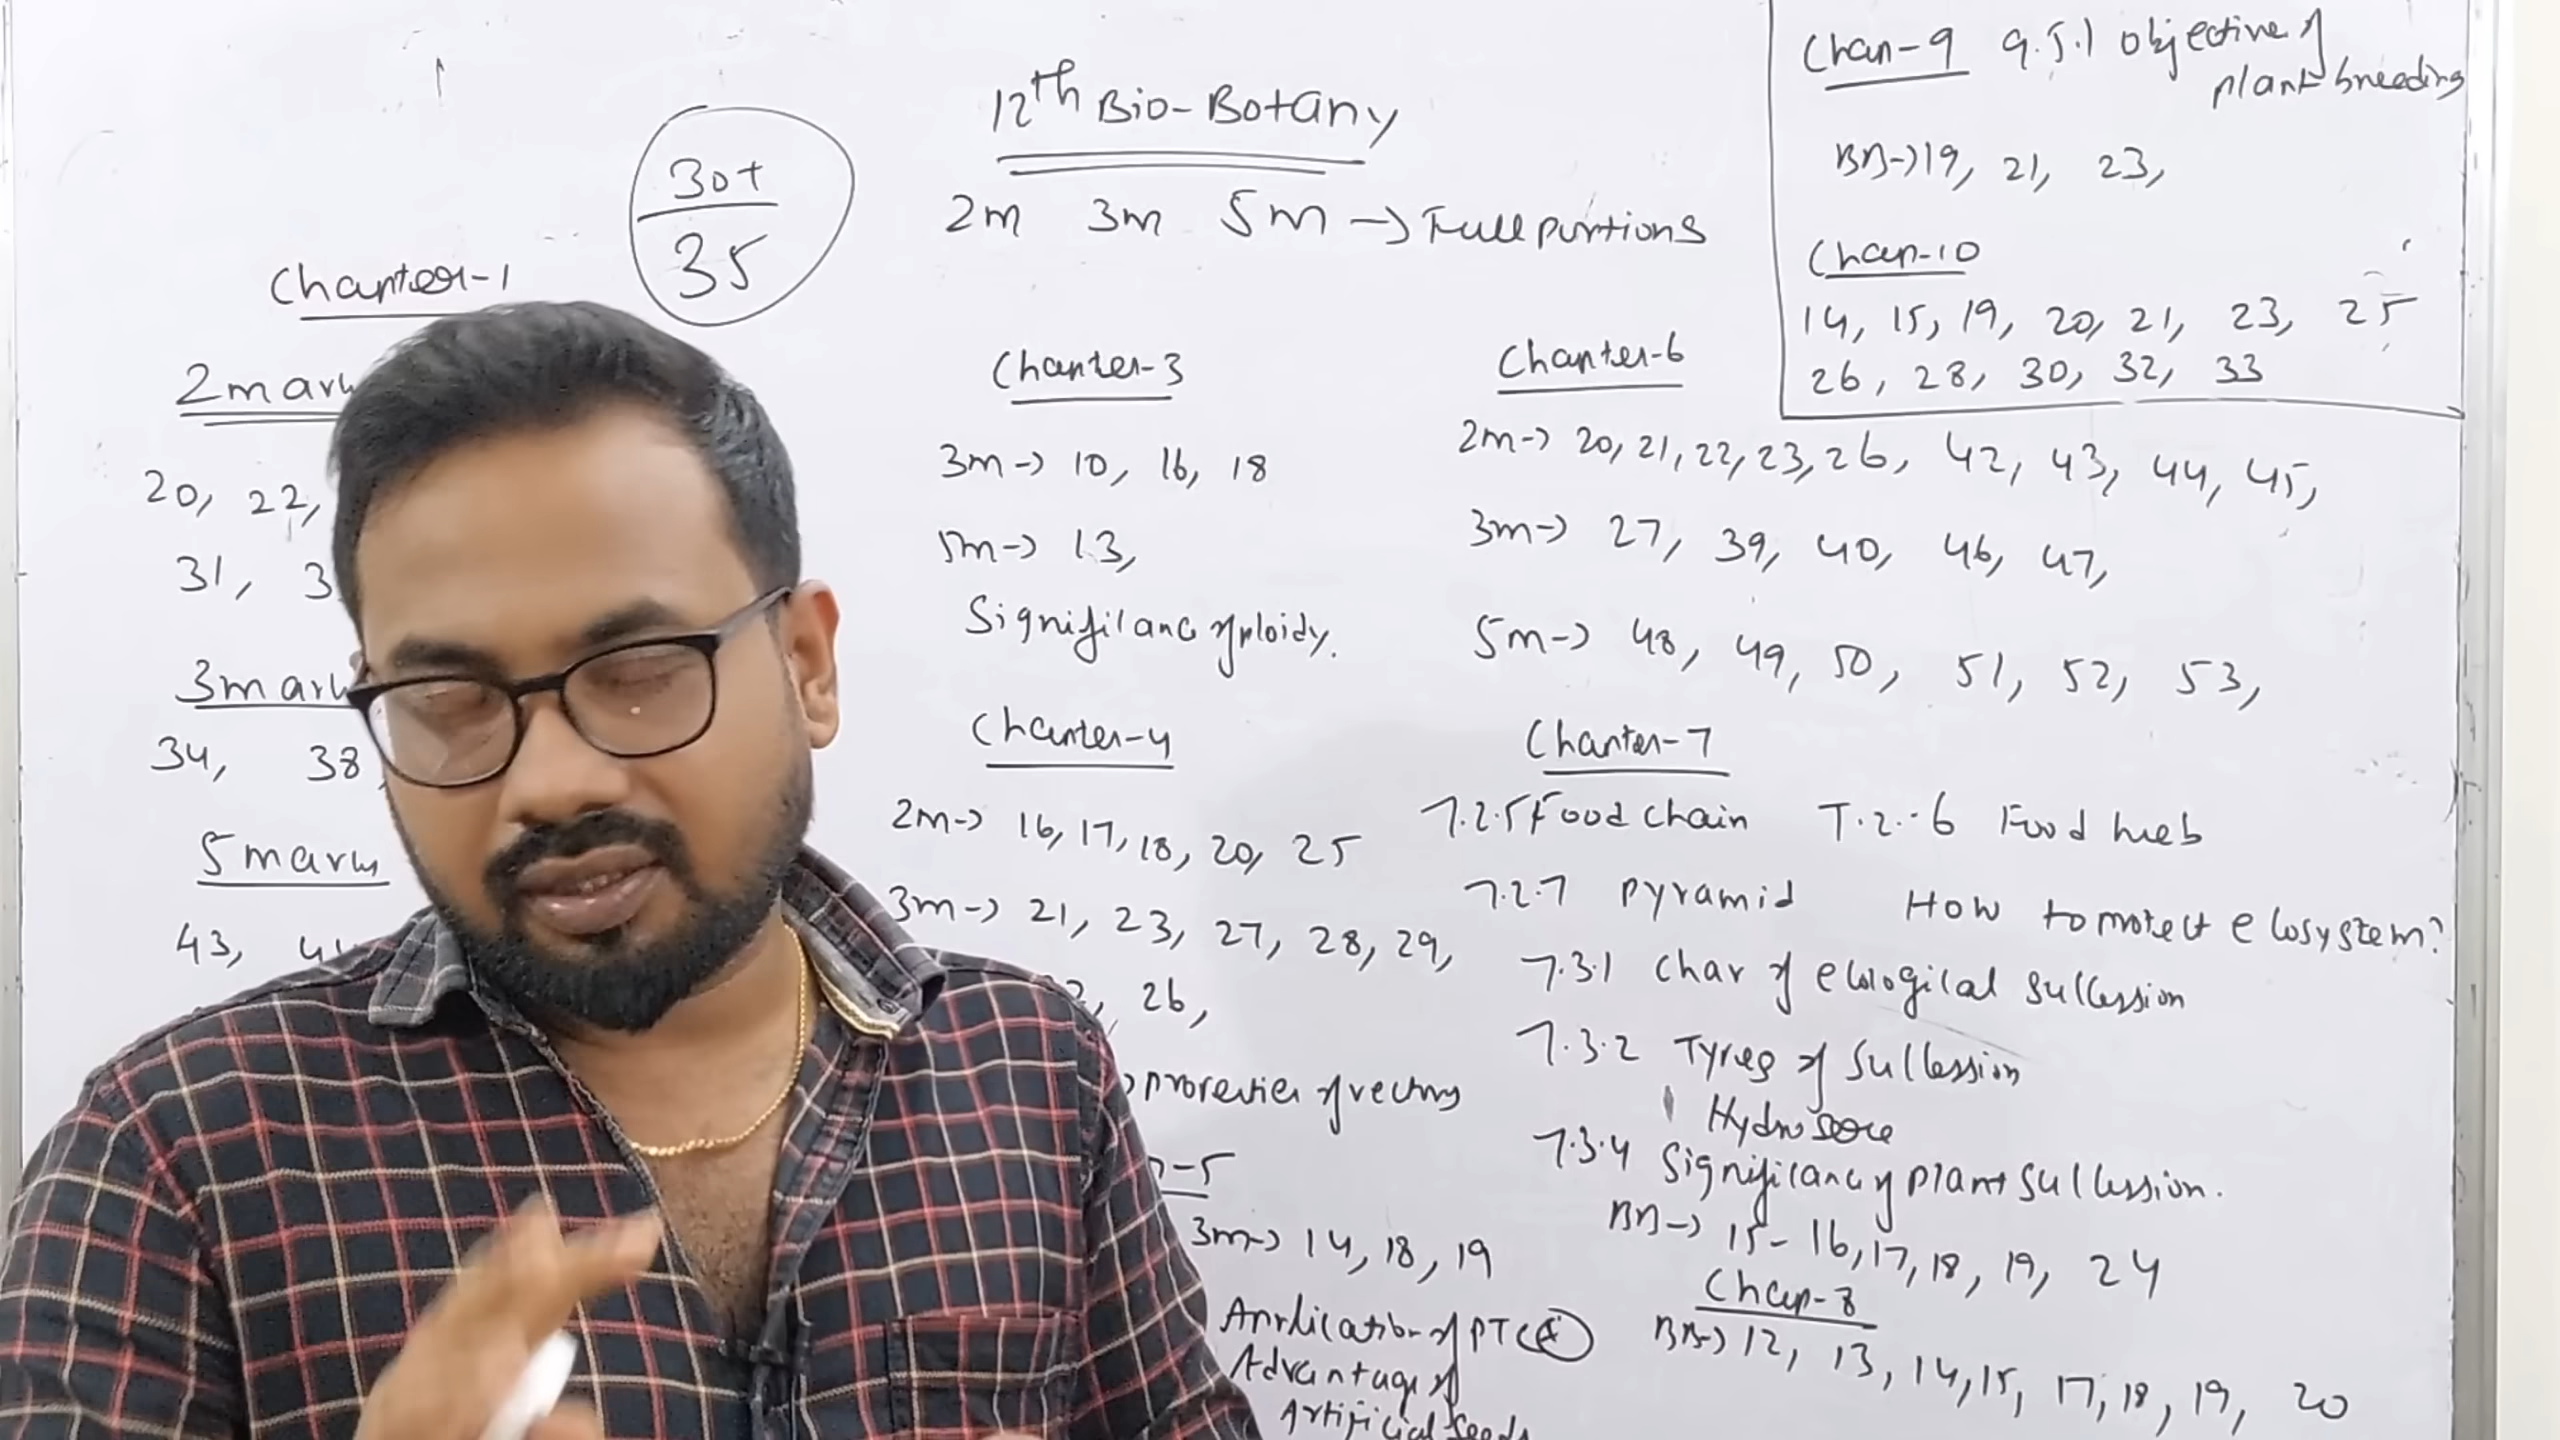 12th Bio-Botany
30+
35
2m 3m 5m → Full portions
Chapter-1
2mark
20, 22,
31, 3
3mark
34, 38,
5mark
43, 44
Chapter-3
3m → 10, 16, 18
5m → 13,
Significance of ploidy.
Chapter-4
2m → 16, 17, 18, 20, 25
3m → 21, 23, 27, 28, 29,
26,
properties of vectors
-5
3m → 14, 18, 19
Application of PTC
Advantage of
Artificial Seeds
Chap-9 9.5.1 objective of
plant breeding
BB → 19, 21, 23,
Chap-10
14, 15, 19, 20, 21, 23, 25
26, 28, 30, 32, 33
Chapter-6
2m → 20, 21, 22, 23, 26, 42, 43, 44, 45,
3m → 27, 39, 40, 46, 47,
5m → 48, 49, 50, 51, 52, 53,
Chapter-7
7.2.5 Food chain 7.2.6 Food web
7.2.7 pyramid How to protect ecosystem?
7.3.1 Char of ecological succession
7.3.2 Types of succession
Hydrosere
7.3.4 Significance of plant succession.
BB → 15-16, 17, 18, 19, 24
Chap-8
BB → 12, 13, 14, 15, 17, 18, 19, 20